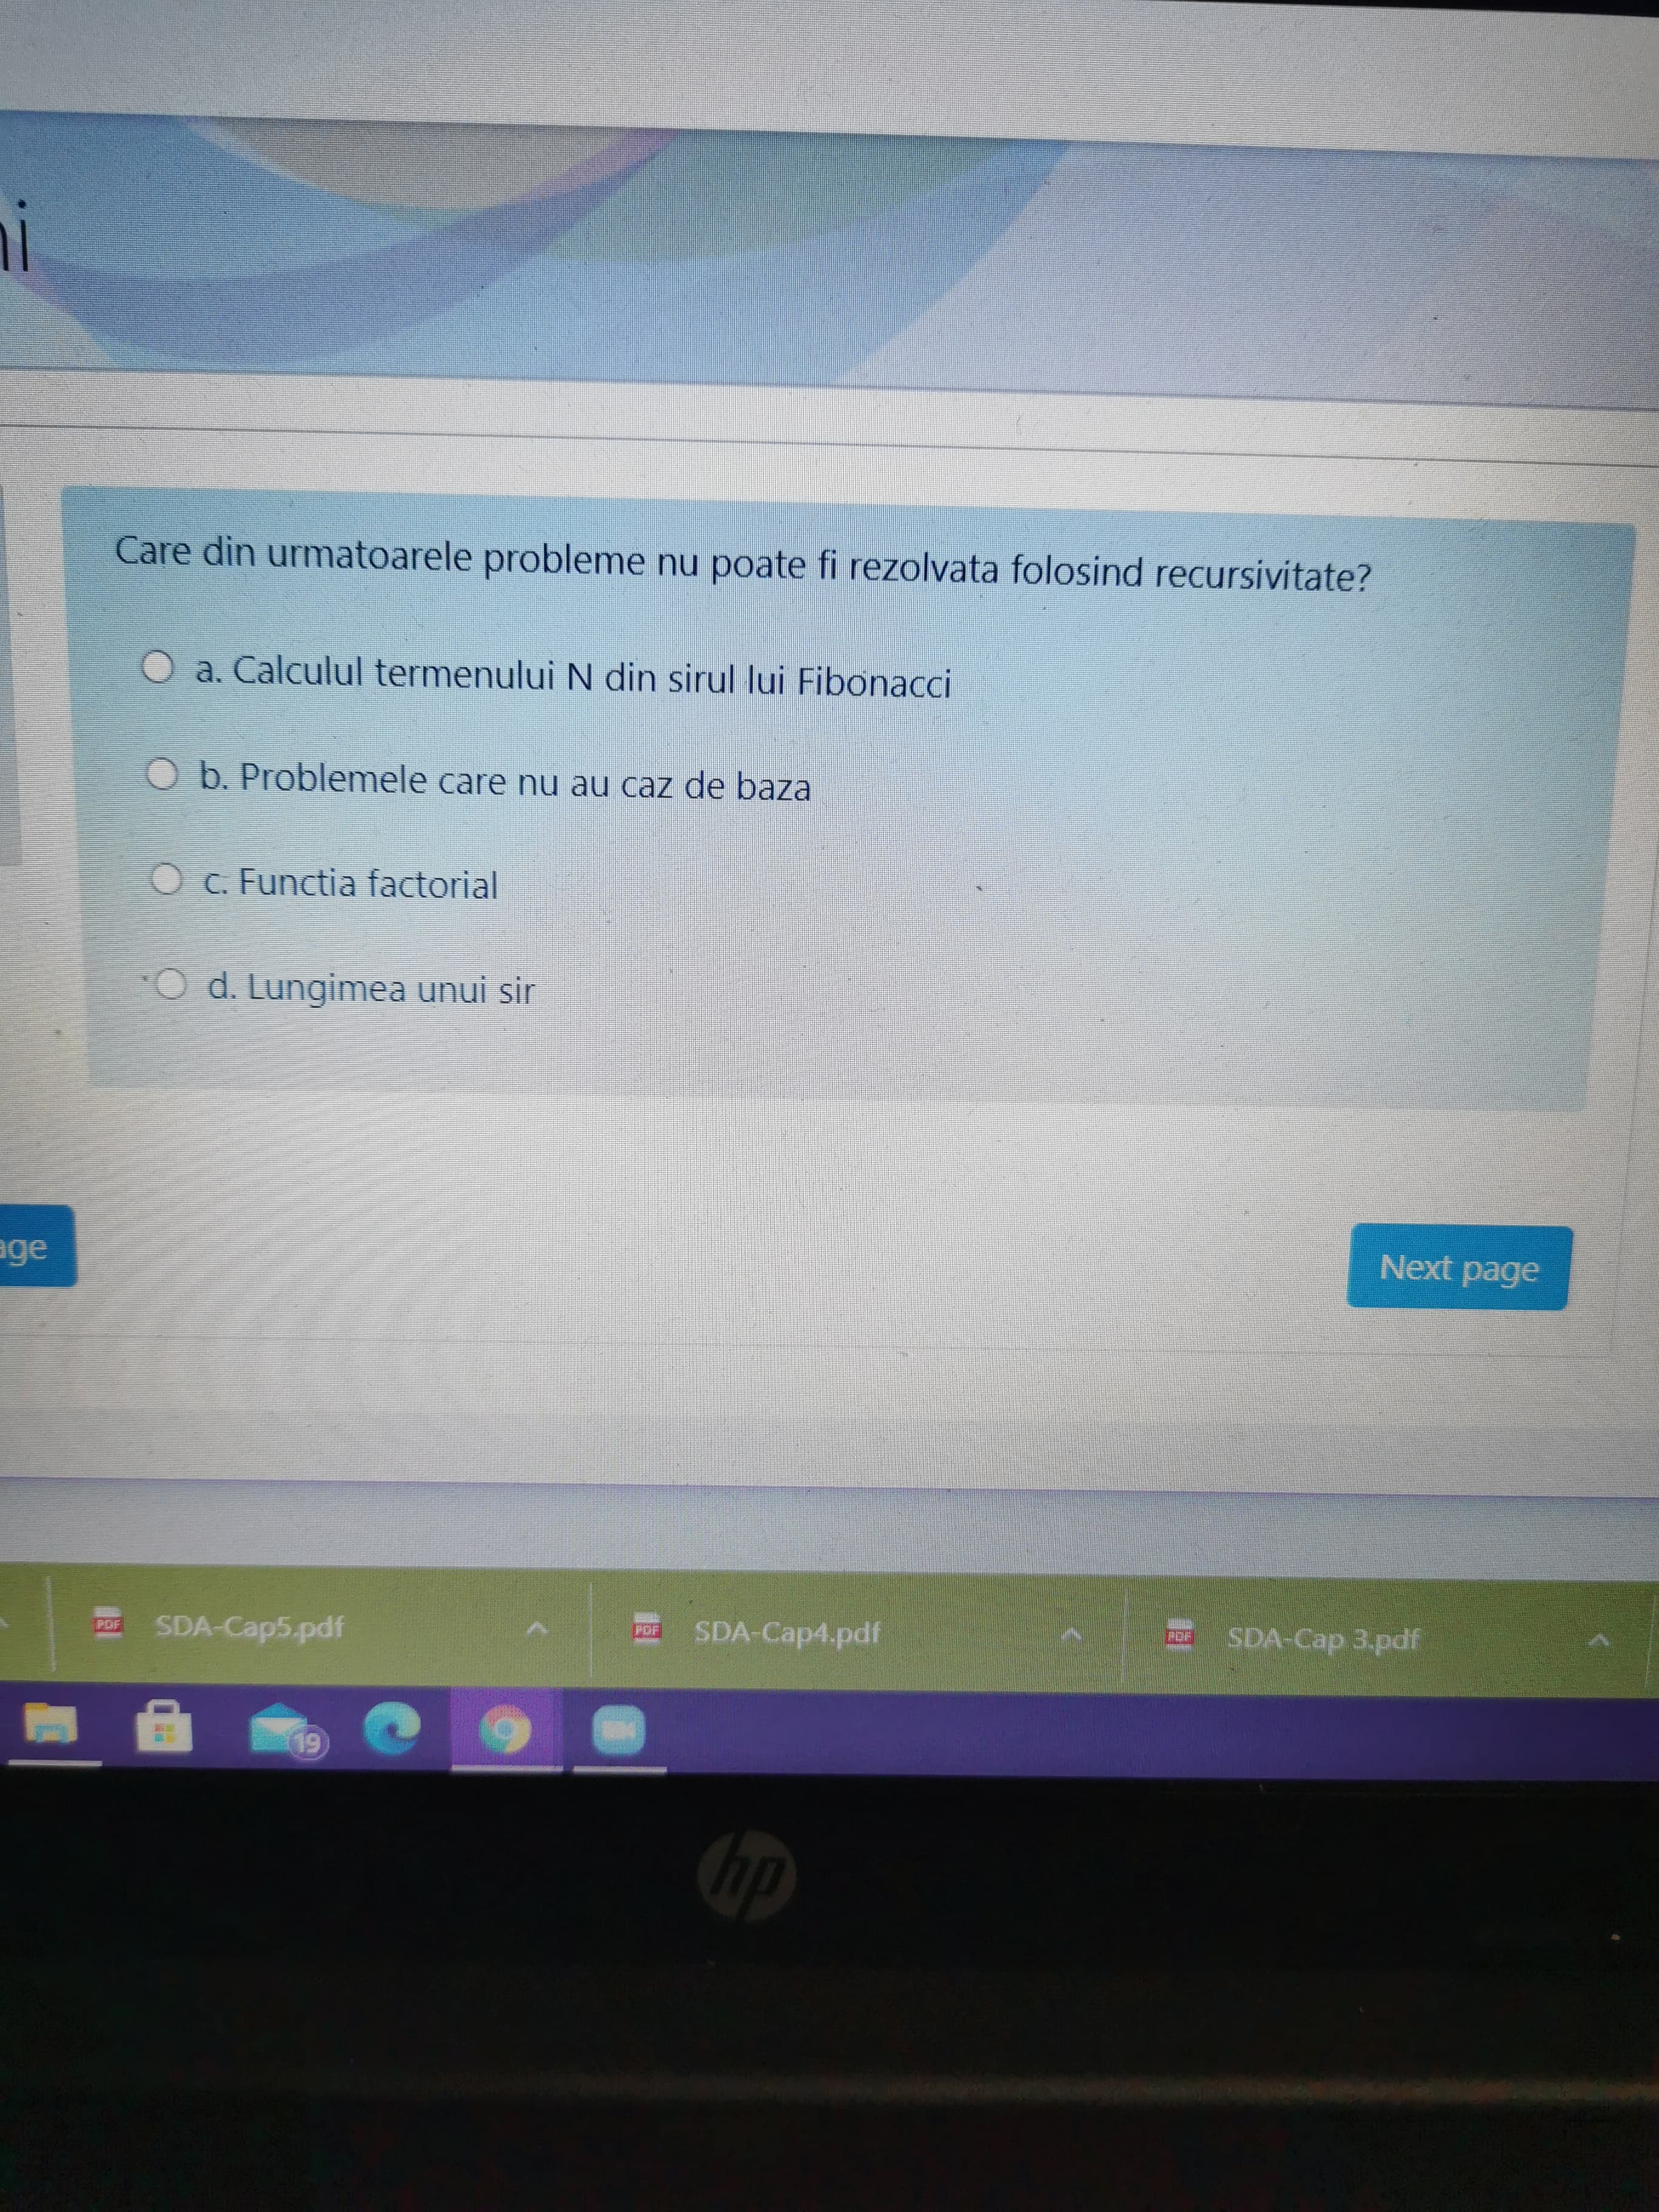 ni
Care din urmatoarele probleme nu poate fi rezolvata folosind recursivitate?
a. Calculul termenului N din sirul lui Fibonacci
b. Problemele care nu au caz de baza
c. Functia factorial
d. Lungimea unui sir
age
Next page
PDF SDA-Cap5.pdf
PDF SDA-Cap4.pdf
PDF SDA-Cap 3.pdf
19
hp